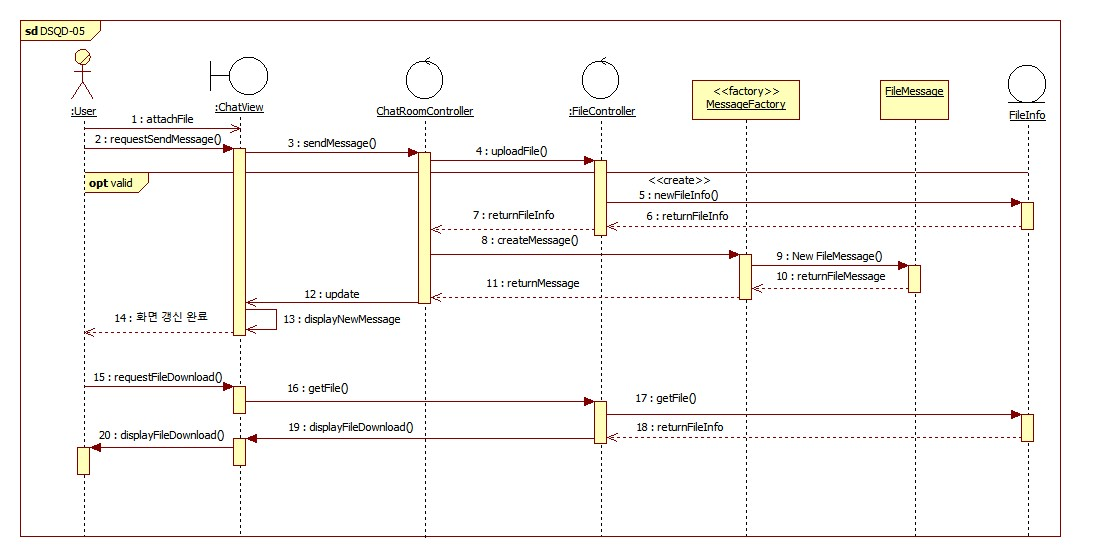 sd DSQD-05
:User
:ChatView
ChatRoomController
:FileController
<<factory>>
MessageFactory
FileMessage
FileInfo
1 : attachFile
2 : requestSendMessage()
3 : sendMessage()
4 : uploadFile()
opt valid
<<create>>
5 : newFileInfo()
6 : returnFileInfo
7 : returnFileInfo
8 : createMessage()
9 : New FileMessage()
10 : returnFileMessage
11 : returnMessage
12 : update
13 : displayNewMessage
14 : 화면 갱신 완료
15 : requestFileDownload()
16 : getFile()
17 : getFile()
18 : returnFileInfo
19 : displayFileDownload()
20 : displayFileDownload()